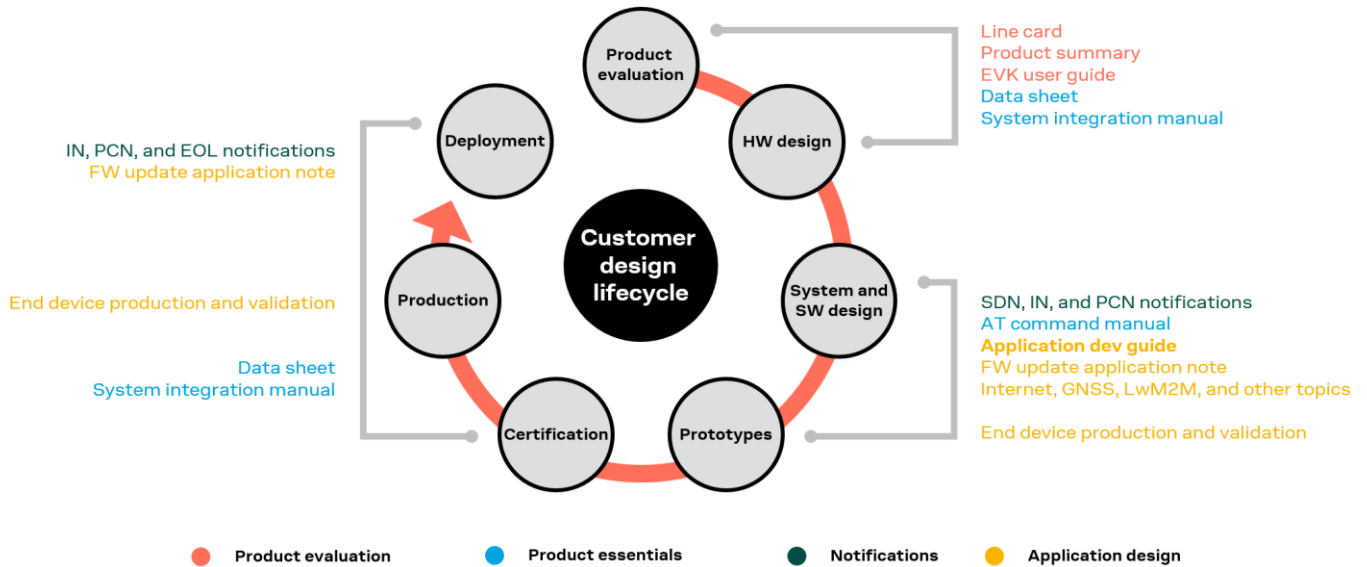 Product
evaluation
Line card
Product summary
EVK user guide
Data sheet
System integration manual
Deployment
HW design
IN, PCN, and EOL notifications
FW update application note
Customer
design
lifecycle
Production
System and
SW design
End device production and validation
SDN, IN, and PCN notifications
AT command manual
Application dev guide
FW update application note
Internet, GNSS, LwM2M, and other topics
Data sheet
System integration manual
Certification
Prototypes
End device production and validation
Product evaluation
Product essentials
Notifications
Application design